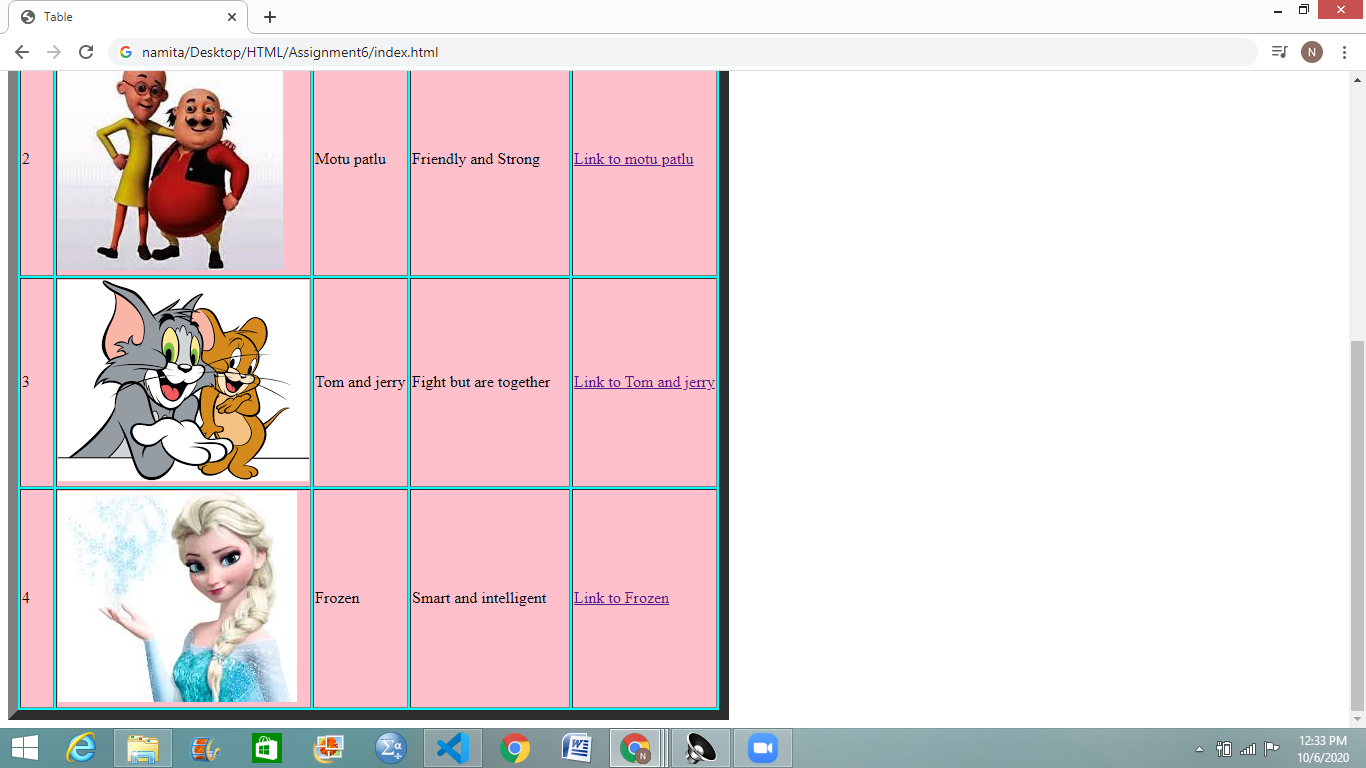 Table
namita/Desktop/HTML/Assignment6/index.html
N
2 Motu patlu Friendly and Strong Link to motu patlu
3 Tom and jerry Fight but are together Link to Tom and jerry
4 Frozen Smart and intelligent Link to Frozen
12:33 PM
10/6/2020